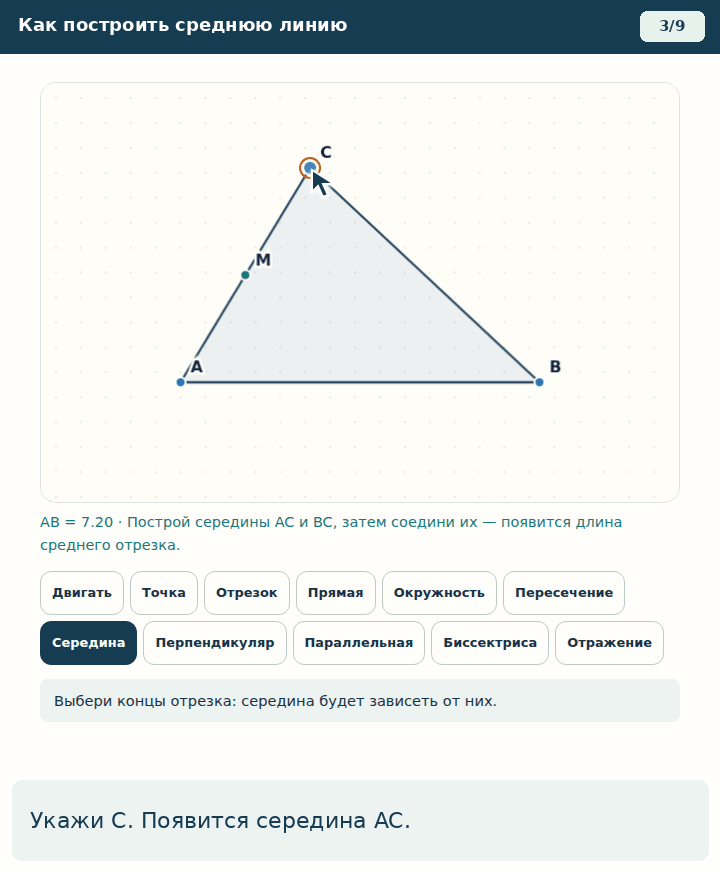 Как построить среднюю линию
3/9
C
M
A
B
AB = 7.20 · Построй середины AC и BC, затем соедини их — появится длина
среднего отрезка.
Двигать Точка Отрезок Прямая Окружность Пересечение
Середина Перпендикуляр Параллельная Биссектриса Отражение
Выбери концы отрезка: середина будет зависеть от них.
Укажи C. Появится середина AC.